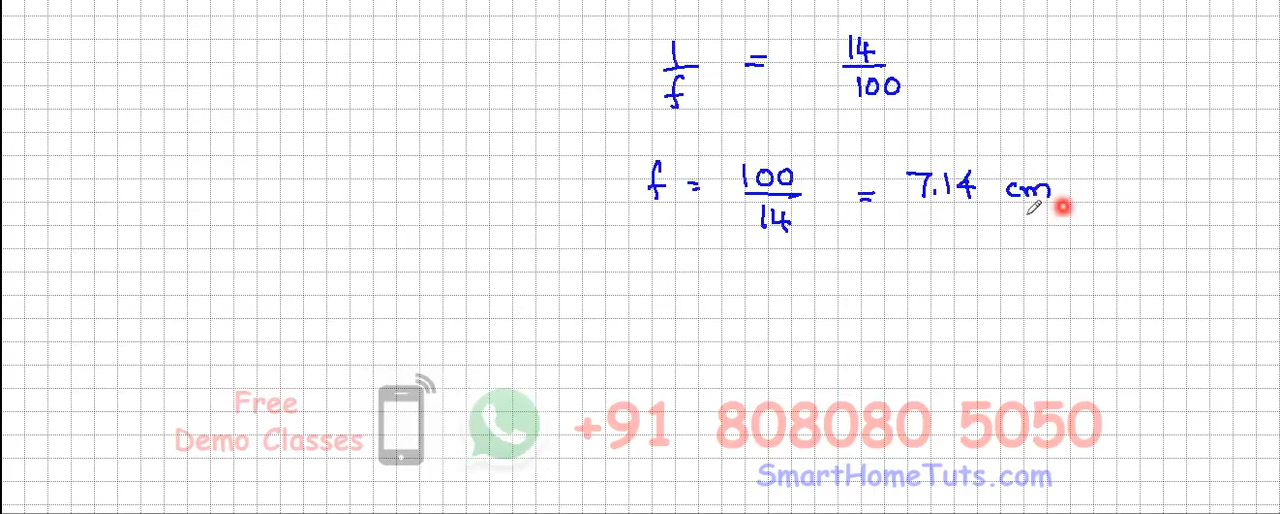 1/f = 14/100
f = 100/14 = 7.14 cm
Free
Demo Classes
+91 808080 5050
SmartHomeTuts.com